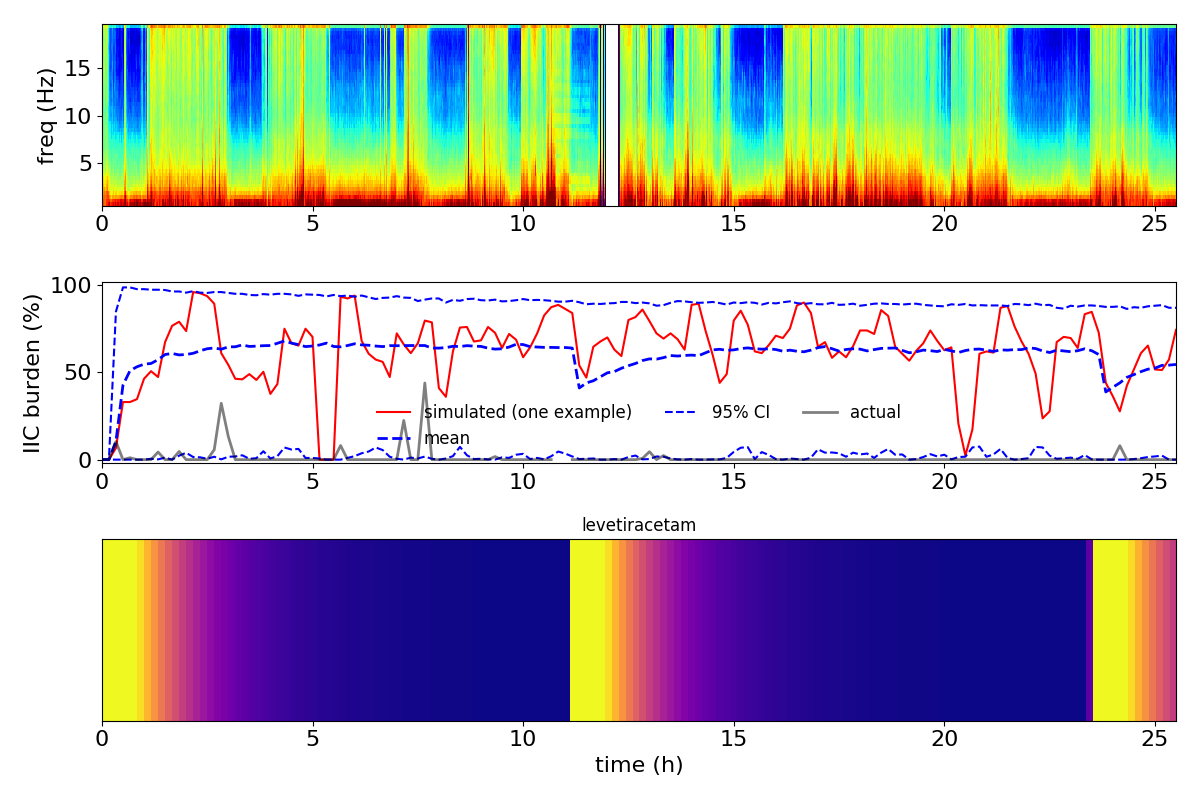 freq (Hz)
15
10
5
0 5 10 15 20 25
IIC burden (%)
100
50
0
simulated (one example) 95% CI actual
mean
0 5 10 15 20 25
levetiracetam
0 5 10 15 20 25
time (h)